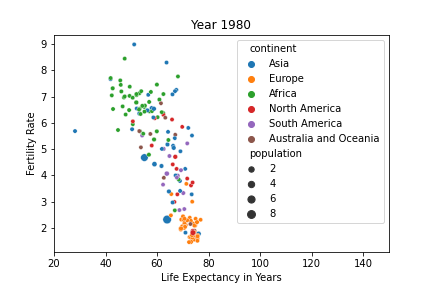 Year 1980
Fertility Rate
9
8
7
6
5
4
3
2
continent
Asia
Europe
Africa
North America
South America
Australia and Oceania
population
2
4
6
8
20 40 60 80 100 120 140
Life Expectancy in Years